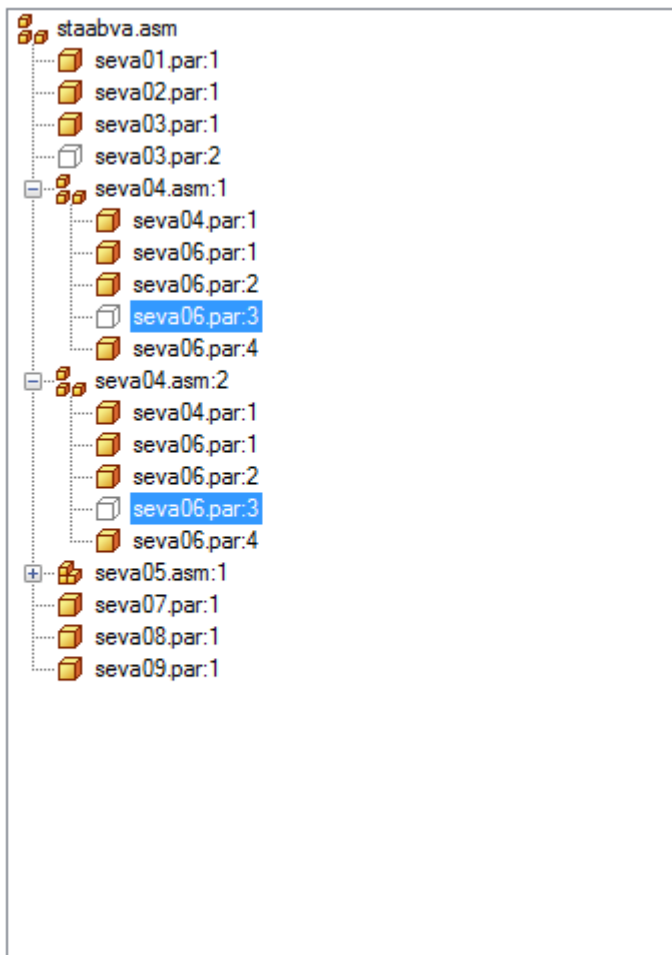 staabva.asm
seva01.par:1
seva02.par:1
seva03.par:1
seva03.par:2
seva04.asm:1
seva04.par:1
seva06.par:1
seva06.par:2
seva06.par:3
seva06.par:4
seva04.asm:2
seva04.par:1
seva06.par:1
seva06.par:2
seva06.par:3
seva06.par:4
seva05.asm:1
seva07.par:1
seva08.par:1
seva09.par:1